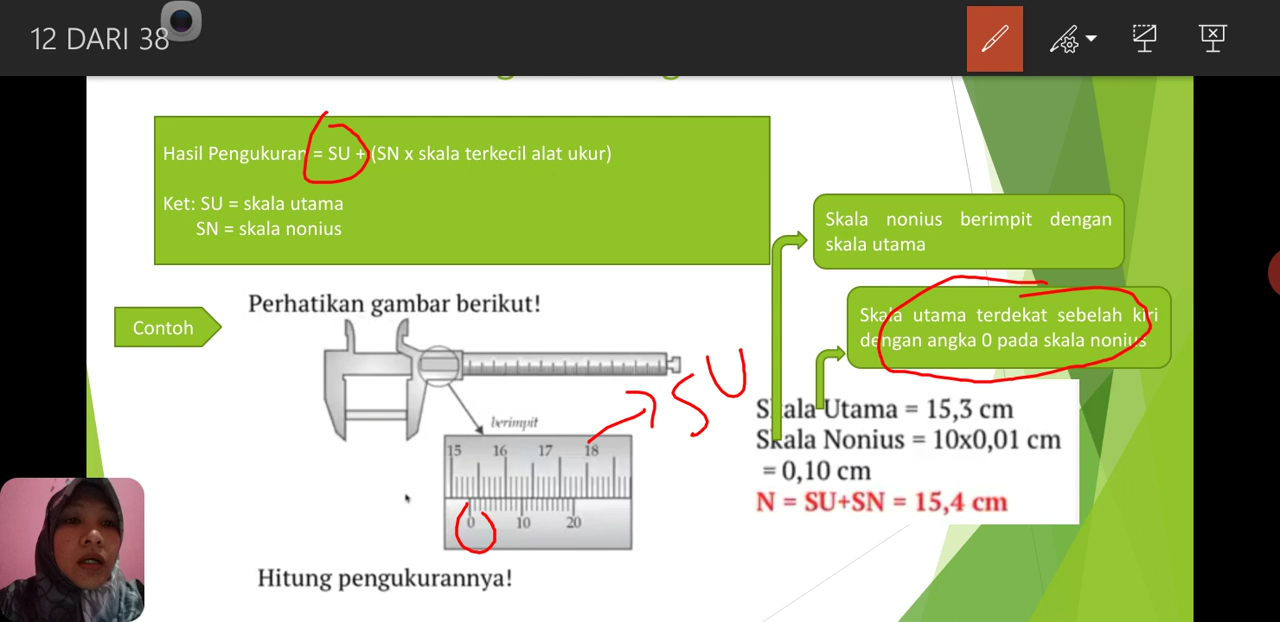 12 DARI 38
Hasil Pengukuran = SU + (SN x skala terkecil alat ukur)
Ket: SU = skala utama
SN = skala nonius
Skala nonius berimpit dengan
skala utama
Skala utama terdekat sebelah kiri
dengan angka 0 pada skala nonius
Contoh
Perhatikan gambar berikut!
SU
berimpit
15 16 17 18
0 10 20
Hitung pengukurannya!
Skala Utama = 15,3 cm
Skala Nonius = 10x0,01 cm
= 0,10 cm
N = SU+SN = 15,4 cm